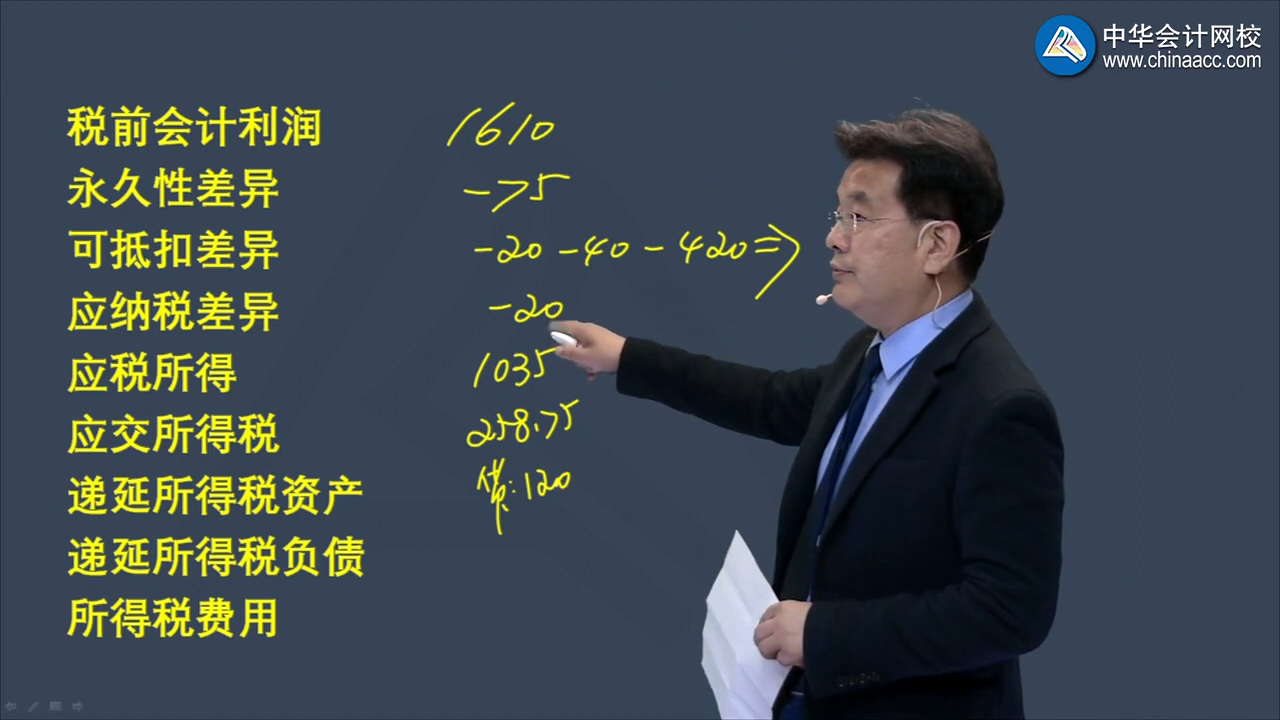 中华会计网校
www.chinaacc.com
税前会计利润 1610
永久性差异 -75
可抵扣差异 -20 -40 -420 ⇒
应纳税差异 -20
应税所得 1035
应交所得税 258.75
递延所得税资产 贷:120
递延所得税负债
所得税费用